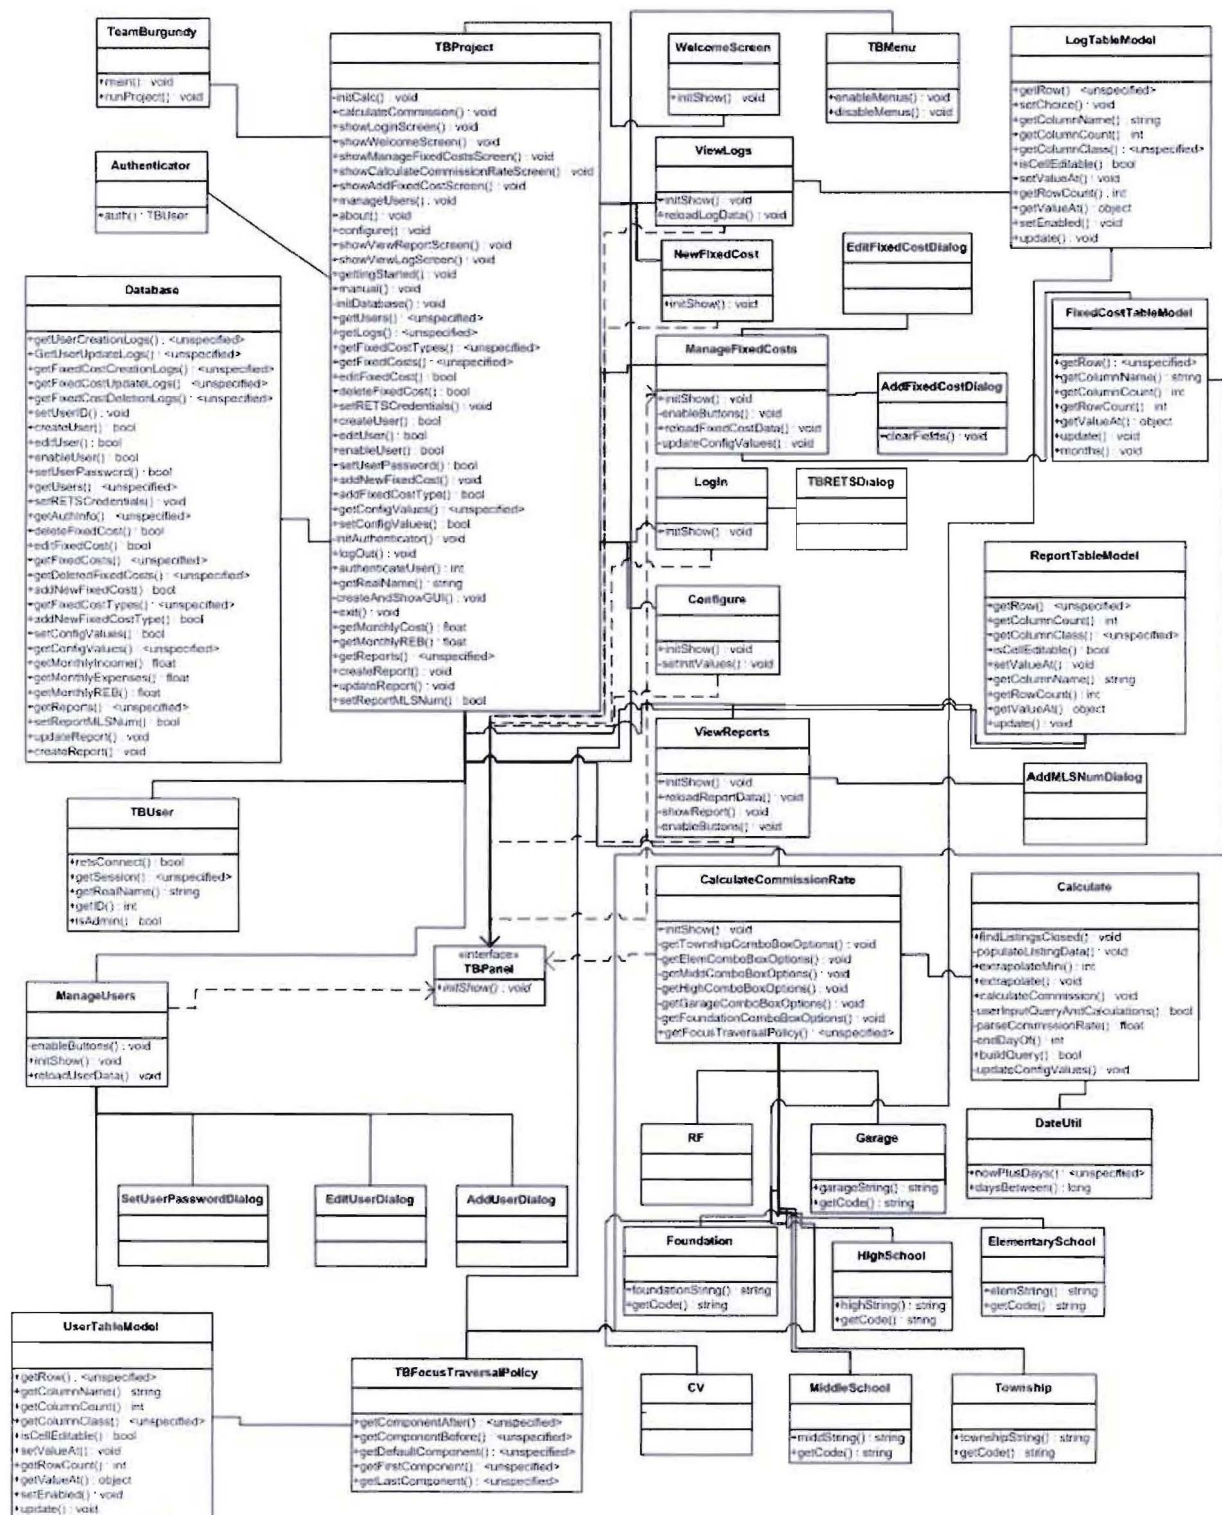 TeamBurgundy
+main() : void
+runProject() : void
Authenticator
+auth() : TBUser
Database
+getUserCreationLogs() : <unspecified>
+GetUserUpdateLogs() : <unspecified>
+getFixedCostCreationLogs() : <unspecified>
+getFixedCostUpdateLogs() : <unspecified>
+getFixedCostDeletionLogs() : <unspecified>
+setUserID() : void
+createUser() : bool
+editUser() : bool
+enableUser() : bool
+setUserPassword() : bool
+getUsers() : <unspecified>
+setRETSCredentials() : void
+getAuthInfo() : <unspecified>
+deleteFixedCost() : bool
+editFixedCost() : bool
+getFixedCosts() : <unspecified>
+getDeletedFixedCosts() : <unspecified>
+addNewFixedCost() : bool
+getFixedCostTypes() : <unspecified>
+addNewFixedCostType() : bool
+setConfigValues() : bool
+getConfigValues() : <unspecified>
+getMonthlyIncome() : float
+getMonthlyExpenses() : float
+getMonthlyREB() : float
+getReports() : <unspecified>
+setReportMLSNum() : bool
+updateReport() : void
+createReport() : void
TBProject
-initCalc() : void
+calculateCommission() : void
+showLoginScreen() : void
+showWelcomeScreen() : void
+showManageFixedCostsScreen() : void
+showCalculateCommissionRateScreen() : void
+showAddFixedCostScreen() : void
+manageUsers() : void
+about() : void
+configure() : void
+showViewReportScreen() : void
+showViewLogScreen() : void
+gettingStarted() : void
+manual() : void
-initDatabase() : void
+getUsers() : <unspecified>
+getLogs() : <unspecified>
+getFixedCostTypes() : <unspecified>
+getFixedCosts() : <unspecified>
+editFixedCost() : bool
+deleteFixedCost() : bool
+setRETSCredentials() : void
+createUser() : bool
+editUser() : bool
+enableUser() : bool
+setUserPassword() : bool
+addNewFixedCost() : void
+addFixedCostType() : bool
+getConfigValues() : <unspecified>
+setConfigValues() : bool
-initAuthenticator() : void
+logOut() : void
+authenticateUser() : int
+getRealName() : string
-createAndShowGUI() : void
+exit() : void
+getMonthlyCost() : float
+getMonthlyREB() : float
+getReports() : <unspecified>
+createReport() : void
+updateReport() : void
+setReportMLSNum() : bool
WelcomeScreen
+initShow() : void
TBMenu
+enableMenus() : void
+disableMenus() : void
LogTableModel
+getRow() : <unspecified>
+setChoice() : void
+getColumnName() : string
+getColumnCount() : int
+getColumnClass() : <unspecified>
+isCellEditable() : bool
+setValueAt() : void
+getRowCount() : int
+getValueAt() : object
+setEnabled() : void
+update() : void
ViewLogs
+initShow() : void
+reloadLogData() : void
NewFixedCost
+initShow() : void
EditFixedCostDialog
ManageFixedCosts
+initShow() : void
-enableButtons() : void
+reloadFixedCostData() : void
-updateConfigValues() : void
AddFixedCostDialog
-clearFields() : void
FixedCostTableModel
+getRow() : <unspecified>
+getColumnName() : string
+getColumnCount() : int
+getRowCount() : int
+getValueAt() : object
+update() : void
+months() : void
LogIn
+initShow() : void
TBRETSDialog
ReportTableModel
+getRow() : <unspecified>
+getColumnCount() : int
+getColumnClass() : <unspecified>
+isCellEditable() : bool
+setValueAt() : void
+getColumnName() : string
+getRowCount() : int
+getValueAt() : object
+update() : void
Configure
+initShow() : void
-setInitValues() : void
ViewReports
+initShow() : void
+reloadReportData() : void
-showReport() : void
-enableButtons() : void
AddMLSNumDialog
TBUser
+retsConnect() : bool
+getSession() : <unspecified>
+getRealName() : string
+getID() : int
+isAdmin() : bool
CalculateCommissionRate
+initShow() : void
-getTownshipComboBoxOptions() : void
-getElemComboBoxOptions() : void
-getMiddComboBoxOptions() : void
-getHighComboBoxOptions() : void
-getGarageComboBoxOptions() : void
-getFoundationComboBoxOptions() : void
+getFocusTraversalPolicy() : <unspecified>
Calculate
+findListingsClosed() : void
-populateListingData() : void
+extrapolateMini() : int
+extrapolate() : void
+calculateCommission() : void
-userInputQueryAndCalculations() : bool
-parseCommissionRate() : float
-endDayOf() : int
+buildQuery() : bool
-updateConfigValues() : void
«interface»
TBPanel
+initShow() : void
ManageUsers
-enableButtons() : void
+initShow() : void
+reloadUserData() : void
RF
Garage
+garageString() : string
+getCode() : string
DateUtil
+nowPlusDays() : <unspecified>
+daysBetween() : long
SetUserPasswordDialog
EditUserDialog
AddUserDialog
Foundation
+foundationString() : string
+getCode() : string
HighSchool
+highString() : string
+getCode() : string
ElementarySchool
+elemString() : string
+getCode() : string
UserTableModel
+getRow() : <unspecified>
+getColumnName() : string
+getColumnCount() : int
+getColumnClass() : <unspecified>
+isCellEditable() : bool
+setValueAt() : void
+getRowCount() : int
+getValueAt() : object
+setEnabled() : void
+update() : void
TBFocusTraversalPolicy
+getComponentAfter() : <unspecified>
+getComponentBefore() : <unspecified>
+getDefaultComponent() : <unspecified>
+getFirstComponent() : <unspecified>
+getLastComponent() : <unspecified>
CV
MiddleSchool
+middString() : string
+getCode() : string
Township
+townshipString() : string
+getCode() : string